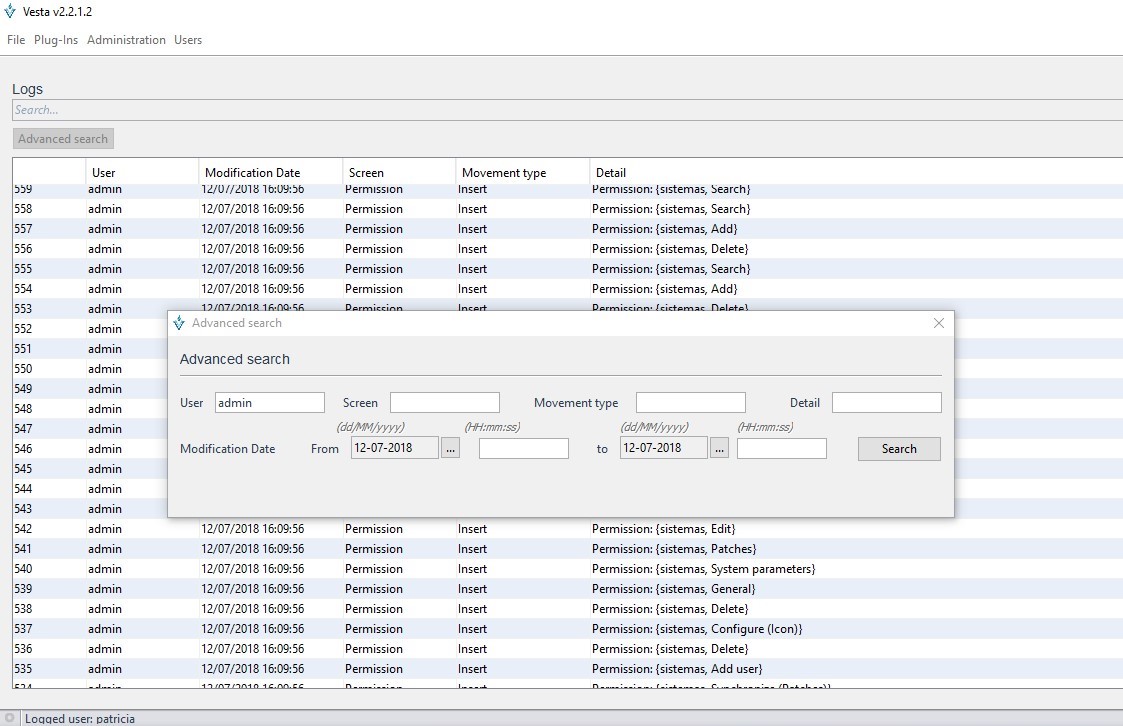 Vesta v2.2.1.2
File Plug-Ins Administration Users
Logs
Search...
Advanced search
User Modification Date Screen Movement type Detail
559 admin 12/07/2018 16:09:56 Permission Insert Permission: {sistemas, Search}
558 admin 12/07/2018 16:09:56 Permission Insert Permission: {sistemas, Search}
557 admin 12/07/2018 16:09:56 Permission Insert Permission: {sistemas, Add}
556 admin 12/07/2018 16:09:56 Permission Insert Permission: {sistemas, Delete}
555 admin 12/07/2018 16:09:56 Permission Insert Permission: {sistemas, Search}
554 admin 12/07/2018 16:09:56 Permission Insert Permission: {sistemas, Add}
553 admin 12/07/2018 16:09:56 Permission Insert Permission: {sistemas, Delete}
552 admin
551 admin
550 admin
549 admin
548 admin
547 admin
546 admin
545 admin
544 admin
543 admin
Advanced search
Advanced search
User admin Screen Movement type Detail
(dd/MM/yyyy) (HH:mm:ss) (dd/MM/yyyy) (HH:mm:ss)
Modification Date From 12-07-2018 ... to 12-07-2018 ... Search
542 admin 12/07/2018 16:09:56 Permission Insert Permission: {sistemas, Edit}
541 admin 12/07/2018 16:09:56 Permission Insert Permission: {sistemas, Patches}
540 admin 12/07/2018 16:09:56 Permission Insert Permission: {sistemas, System parameters}
539 admin 12/07/2018 16:09:56 Permission Insert Permission: {sistemas, General}
538 admin 12/07/2018 16:09:56 Permission Insert Permission: {sistemas, Delete}
537 admin 12/07/2018 16:09:56 Permission Insert Permission: {sistemas, Configure (Icon)}
536 admin 12/07/2018 16:09:56 Permission Insert Permission: {sistemas, Delete}
535 admin 12/07/2018 16:09:56 Permission Insert Permission: {sistemas, Add user}
534 admin 12/07/2018 16:09:56 Permission Insert Permission: {sistemas, Synchronize (Patches)}
Logged user: patricia